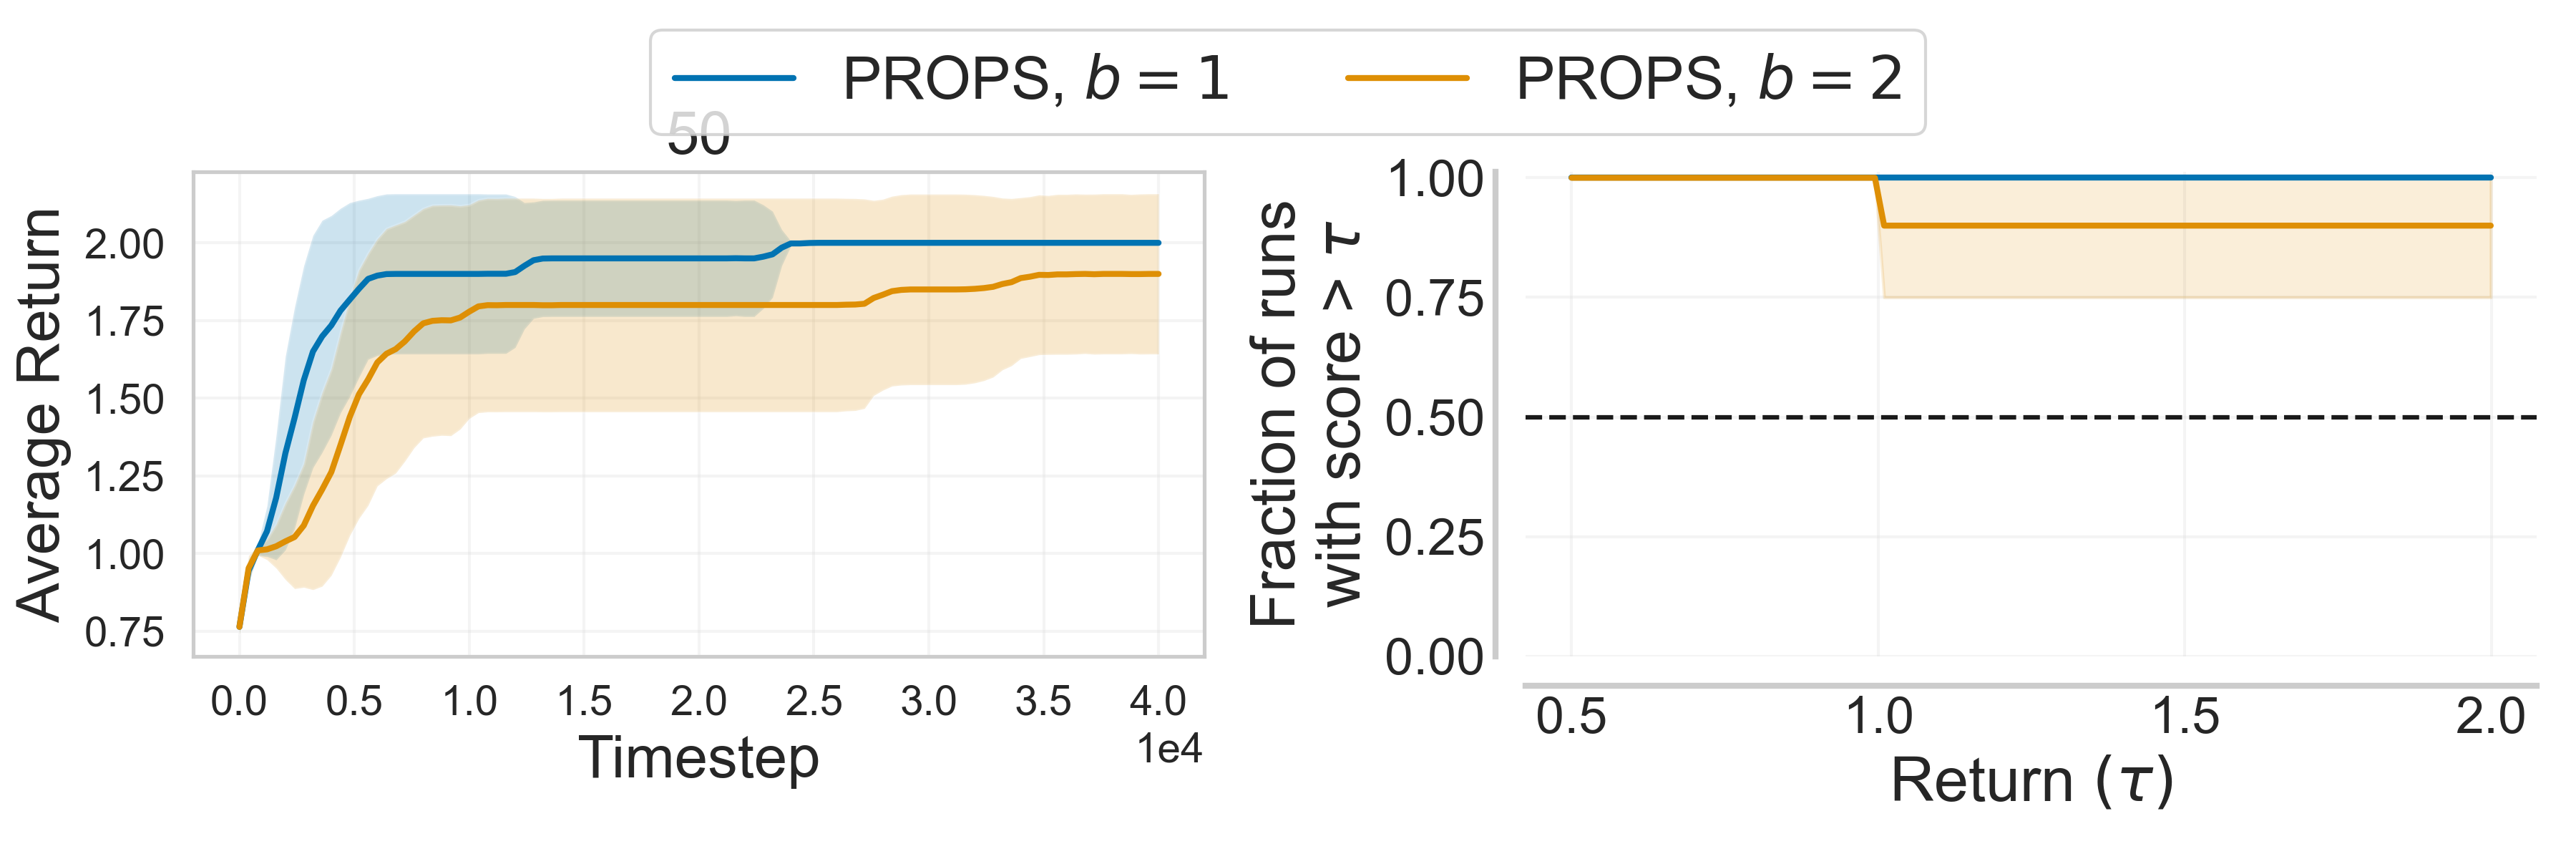 PROPS, b = 1
PROPS, b = 2
50
Average Return
2.00
1.75
1.50
1.25
1.00
0.75
0.0 0.5 1.0 1.5 2.0 2.5 3.0 3.5 4.0
1e4
Timestep
Fraction of runs
with score > τ
1.00
0.75
0.50
0.25
0.00
0.5 1.0 1.5 2.0
Return (τ)